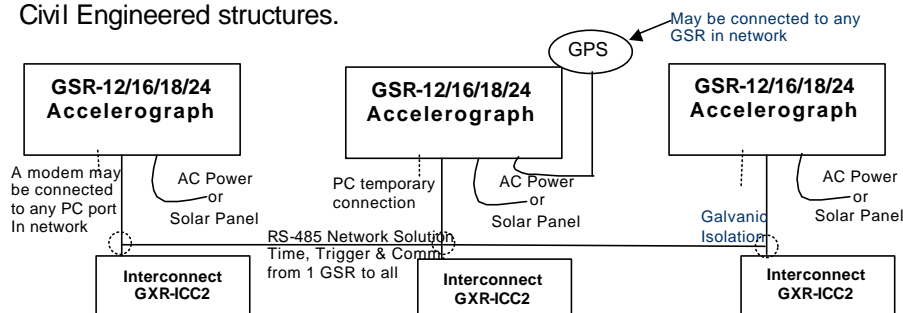 Civil Engineered structures.
May be connected to any
GSR in network
GPS
GSR-12/16/18/24
Accelerograph
GSR-12/16/18/24
Accelerograph
GSR-12/16/18/24
Accelerograph
A modem may
be connected
to any PC port
In network
AC Power
or
Solar Panel
PC temporary
connection
AC Power
or
Solar Panel
Galvanic
Isolation
AC Power
or
Solar Panel
RS-485 Network Solution
Time, Trigger & Comm
from 1 GSR to all
Interconnect
GXR-ICC2
Interconnect
GXR-ICC2
Interconnect
GXR-ICC2